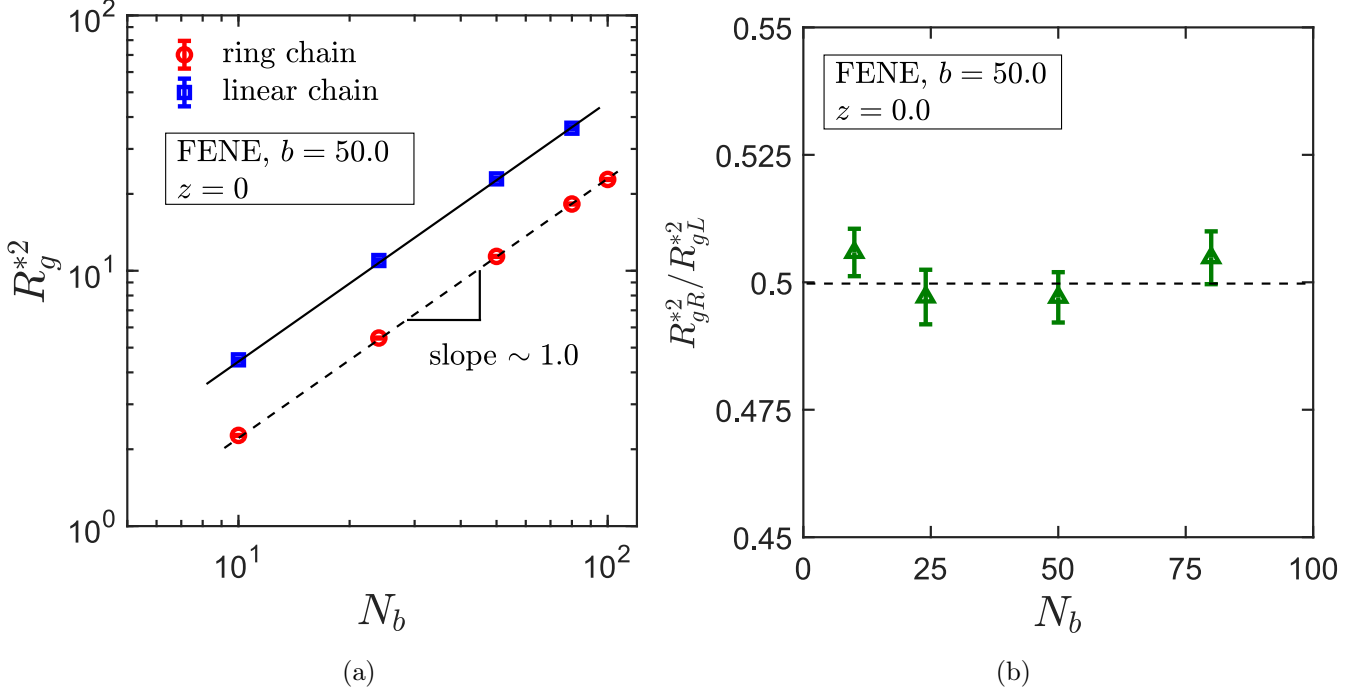 ring chain
linear chain
FENE, b = 50.0
z = 0
slope ∼ 1.0
10^2
10^1
10^0
R_g^{*2}
10^1
10^2
N_b
(a)
FENE, b = 50.0
z = 0.0
0.55
0.525
0.5
0.475
0.45
R_{gR}^{*2}/R_{gL}^{*2}
0
25
50
75
100
N_b
(b)